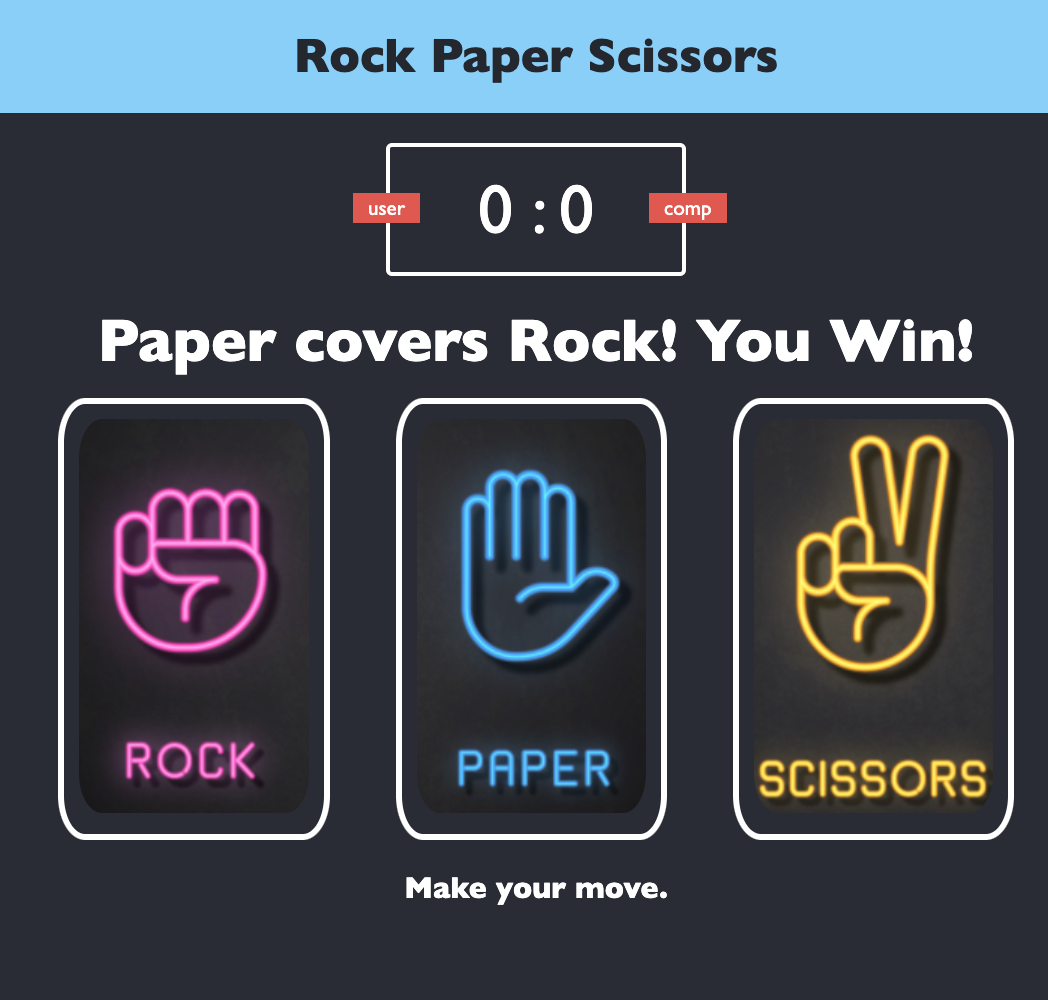 Rock Paper Scissors
user 0 : 0 comp
Paper covers Rock! You Win!
ROCK PAPER SCISSORS
Make your move.